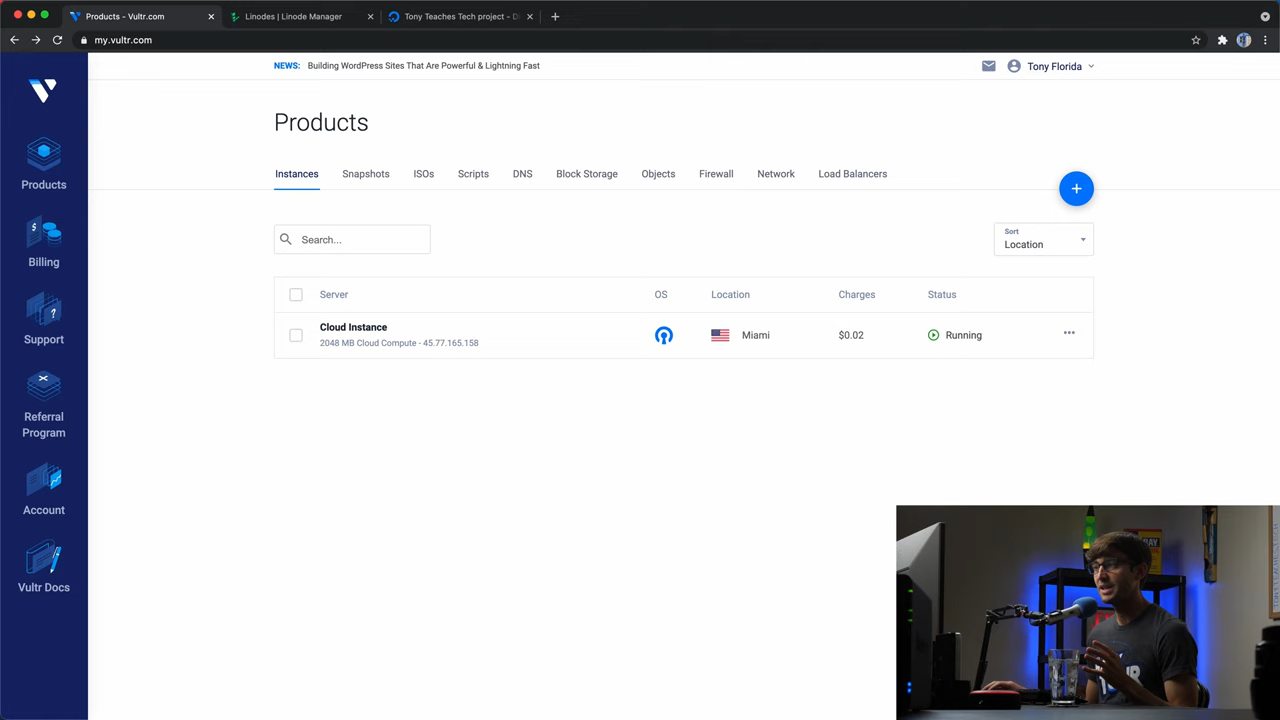 Products - Vultr.com
Linodes | Linode Manager
Tony Teaches Tech project - D
my.vultr.com
NEWS: Building WordPress Sites That Are Powerful & Lightning Fast
Tony Florida
Products
Instances Snapshots ISOs Scripts DNS Block Storage Objects Firewall Network Load Balancers
+
Search...
Sort
Location
Server OS Location Charges Status
Cloud Instance
2048 MB Cloud Compute - 45.77.165.158
Miami $0.02 Running
Products
Billing
Support
Referral
Program
Account
Vultr Docs